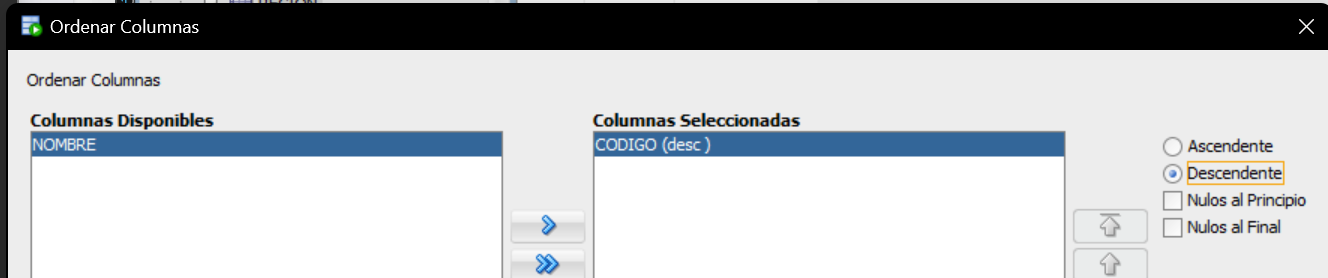 REGION
Ordenar Columnas
Ordenar Columnas
Columnas Disponibles
NOMBRE
Columnas Seleccionadas
CODIGO (desc )
Ascendente
Descendente
Nulos al Principio
Nulos al Final